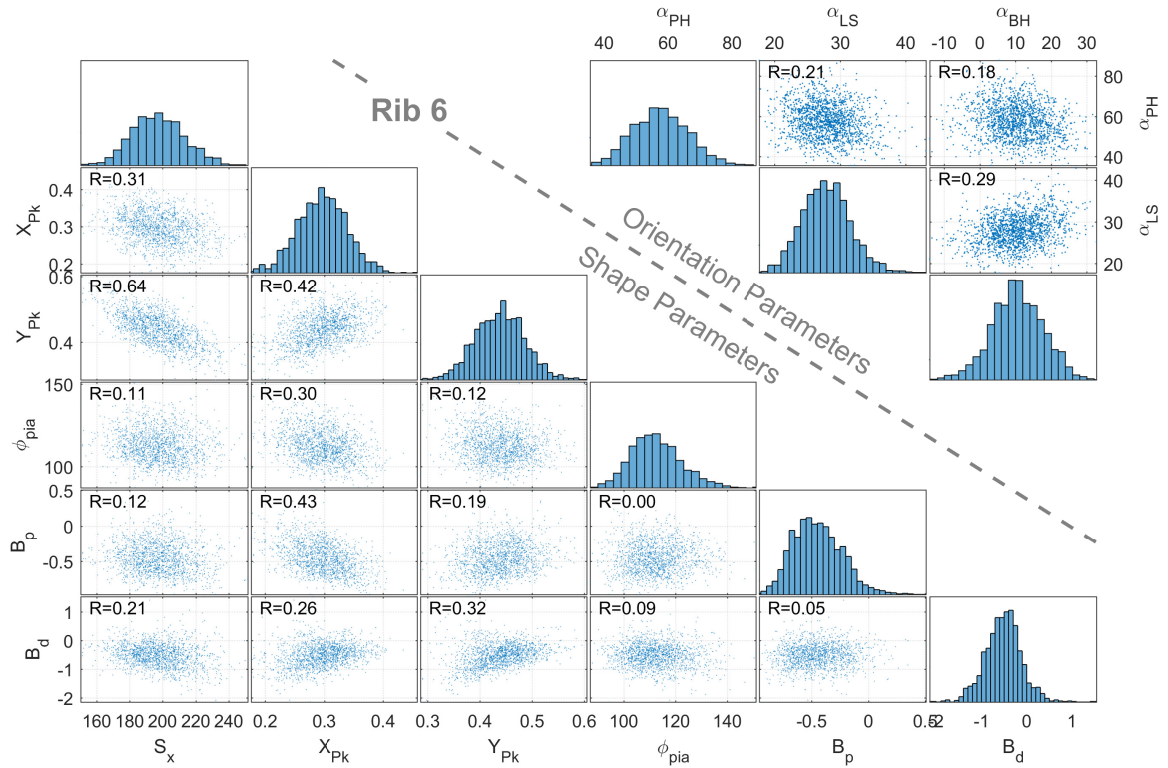 α_PH α_LS α_BH
40 60 80 20 30 40 -10 0 10 20 30
Rib 6
R=0.21 R=0.18
80
60
40
α_PH
R=0.31
X_Pk
0.4
0.3
0.2
R=0.29
40
30
20
α_LS
Orientation Parameters
Shape Parameters
R=0.64 R=0.42
Y_Pk
0.6
0.4
R=0.11 R=0.30 R=0.12
ϕ_pia
150
100
R=0.12 R=0.43 R=0.19 R=0.00
B_p
0.5
0
-0.5
R=0.21 R=0.26 R=0.32 R=0.09 R=0.05
B_d
1
0
-1
-2
160 180 200 220 240 0.2 0.3 0.4 0.3 0.4 0.5 100 120 140 -0.5 0 -1 0 1
S_x X_Pk Y_Pk ϕ_pia B_p B_d